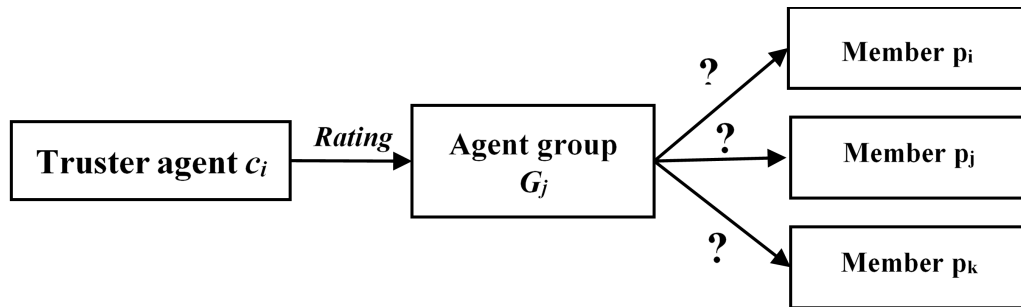 Truster agent cᵢ
Rating
Agent group
Gⱼ
?
?
?
Member pᵢ
Member pⱼ
Member pₖ